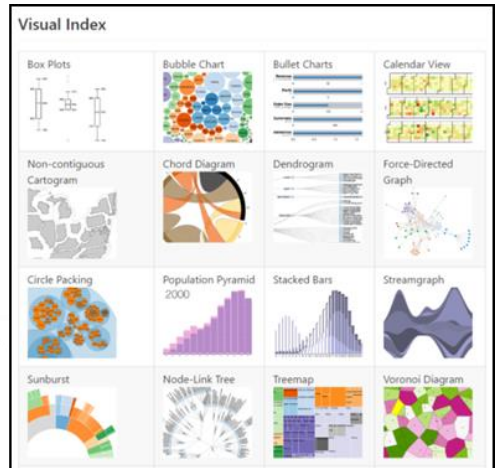 Visual Index
Box Plots
Bubble Chart
Bullet Charts
Calendar View
Non-contiguous
Cartogram
Chord Diagram
Dendrogram
Force-Directed
Graph
Circle Packing
Population Pyramid
2000
Stacked Bars
Streamgraph
Sunburst
Node-Link Tree
Treemap
Voronoi Diagram